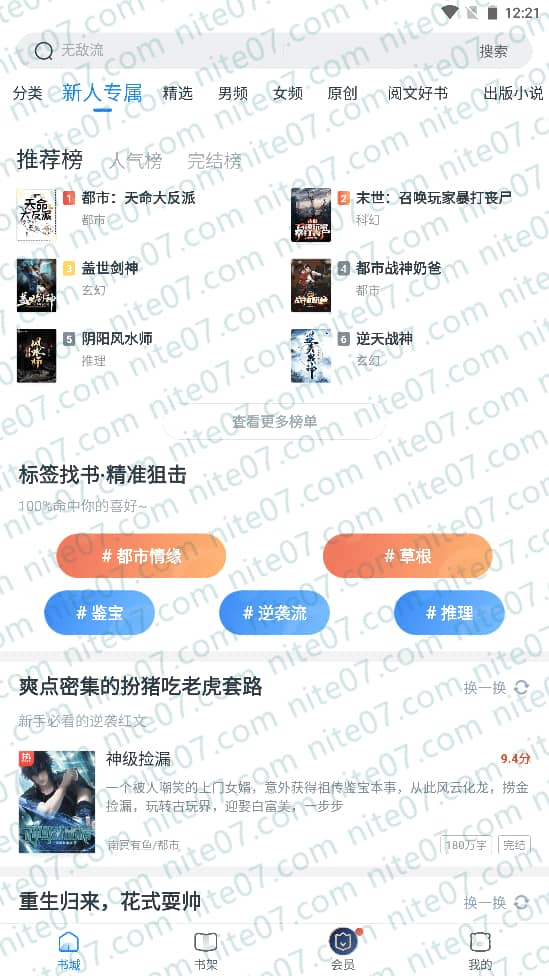 12:21
无敌流
搜索
分类 新人专属 精选 男频 女频 原创 阅文好书 出版小说
推荐榜 人气榜 完结榜
1 都市：天命大反派
都市
2 末世：召唤玩家暴打丧尸
科幻
3 盖世剑神
玄幻
4 都市战神奶爸
都市
5 阴阳风水师
推理
6 逆天战神
玄幻
查看更多榜单
标签找书·精准狙击
100%命中你的喜好~
# 都市情缘
# 草根
# 鉴宝
# 逆袭流
# 推理
爽点密集的扮猪吃老虎套路
换一换
新手必看的逆袭红文
热
神级捡漏
9.4分
一个被人嘲笑的上门女婿，意外获得祖传鉴宝本事，从此风云化龙，捞金
捡漏，玩转古玩界，迎娶白富美，一步步
南冥有鱼/都市
180万字
完结
重生归来，花式耍帅
换一换
书城
书架
会员
我的
nite07.com